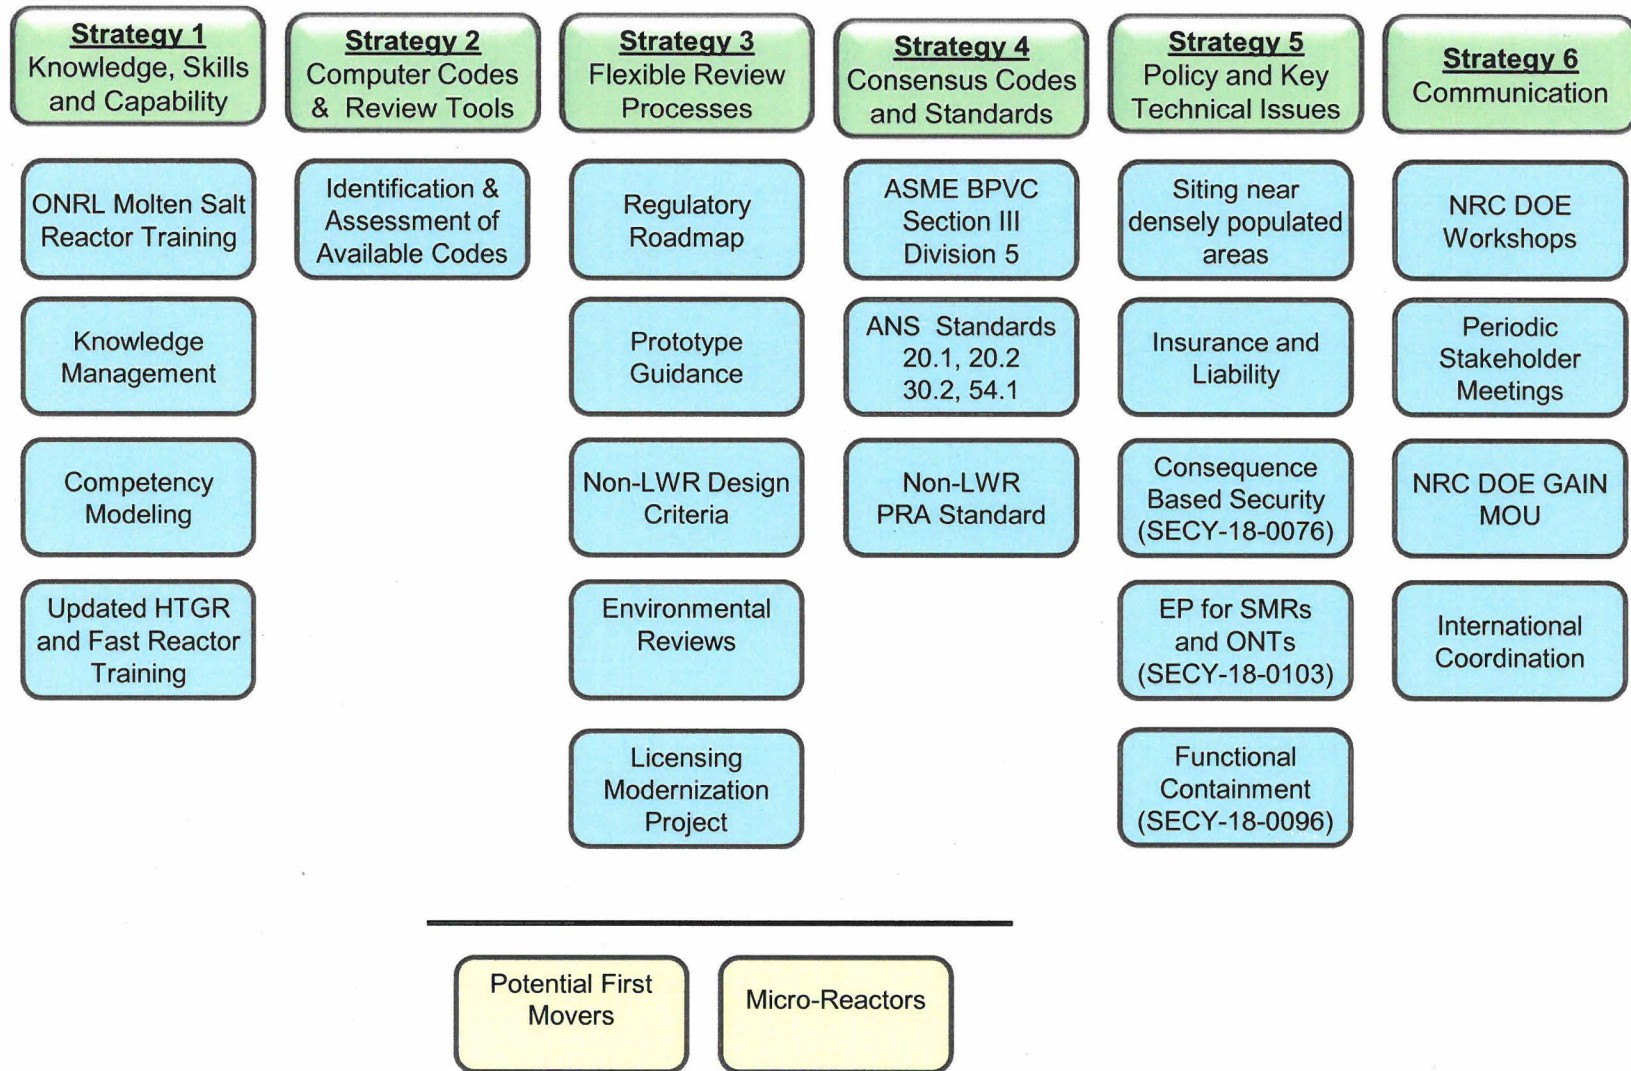 Strategy 1
Knowledge, Skills
and Capability
ONRL Molten Salt
Reactor Training
Knowledge
Management
Competency
Modeling
Updated HTGR
and Fast Reactor
Training
Strategy 2
Computer Codes
& Review Tools
Identification &
Assessment of
Available Codes
Strategy 3
Flexible Review
Processes
Regulatory
Roadmap
Prototype
Guidance
Non-LWR Design
Criteria
Environmental
Reviews
Licensing
Modernization
Project
Strategy 4
Consensus Codes
and Standards
ASME BPVC
Section III
Division 5
ANS Standards
20.1, 20.2
30.2, 54.1
Non-LWR
PRA Standard
Strategy 5
Policy and Key
Technical Issues
Siting near
densely populated
areas
Insurance and
Liability
Consequence
Based Security
(SECY-18-0076)
EP for SMRs
and ONTs
(SECY-18-0103)
Functional
Containment
(SECY-18-0096)
Strategy 6
Communication
NRC DOE
Workshops
Periodic
Stakeholder
Meetings
NRC DOE GAIN
MOU
International
Coordination
Potential First
Movers
Micro-Reactors